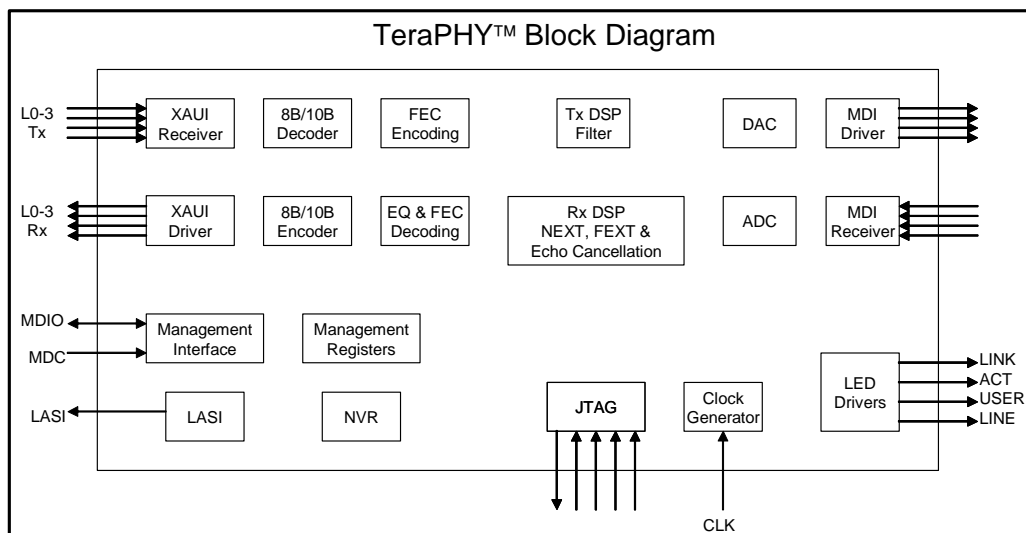 TeraPHY™ Block Diagram
L0-3
Tx
XAUI
Receiver
8B/10B
Decoder
FEC
Encoding
Tx DSP
Filter
DAC
MDI
Driver
L0-3
Rx
XAUI
Driver
8B/10B
Encoder
EQ & FEC
Decoding
Rx DSP
NEXT, FEXT &
Echo Cancellation
ADC
MDI
Receiver
MDIO
MDC
Management
Interface
Management
Registers
LASI
LASI
NVR
JTAG
Clock
Generator
CLK
LED
Drivers
LINK
ACT
USER
LINE